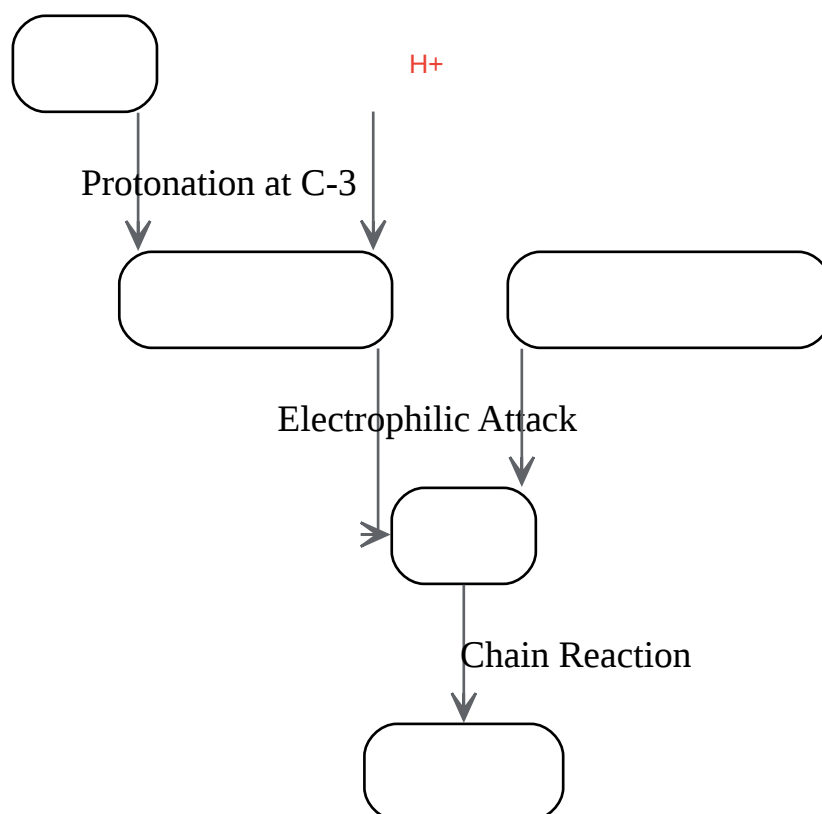 H+
Protonation at C-3
Electrophilic Attack
Chain Reaction